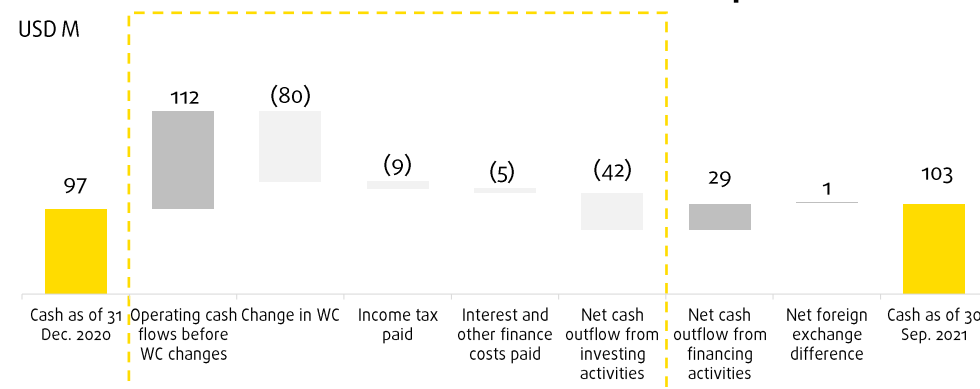 USD M
97
112
(80)
(9)
(5)
(42)
29
1
103
Cash as of 31
Dec. 2020
Operating cash
flows before
WC changes
Change in WC
Income tax
paid
Interest and
other finance
costs paid
Net cash
outflow from
investing
activities
Net cash
outflow from
financing
activities
Net foreign
exchange
difference
Cash as of 30
Sep. 2021